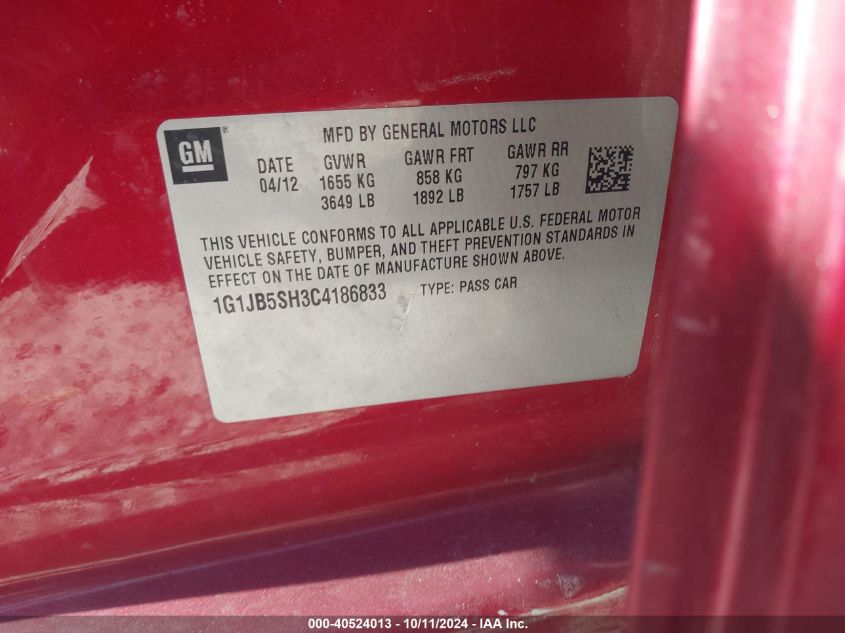 GM ®
MFD BY GENERAL MOTORS LLC
DATE GVWR GAWR FRT GAWR RR
04/12 1655 KG 858 KG 797 KG
3649 LB 1892 LB 1757 LB
THIS VEHICLE CONFORMS TO ALL APPLICABLE U.S. FEDERAL MOTOR
VEHICLE SAFETY, BUMPER, AND THEFT PREVENTION STANDARDS IN
EFFECT ON THE DATE OF MANUFACTURE SHOWN ABOVE.
1G1JB5SH3C4186833 TYPE: PASS CAR
000-40524013 - 10/11/2024 - IAA Inc.